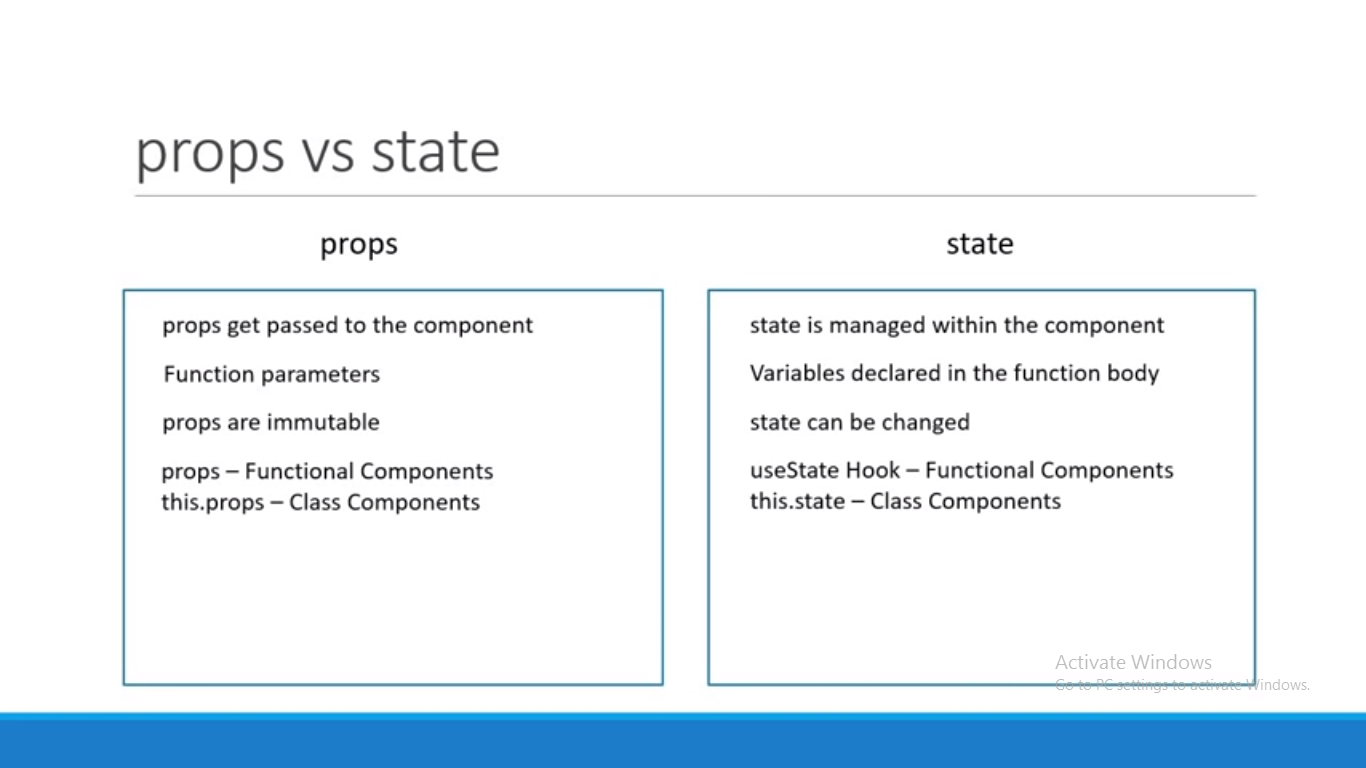 props vs state
props
props get passed to the component
Function parameters
props are immutable
props – Functional Components
this.props – Class Components
state
state is managed within the component
Variables declared in the function body
state can be changed
useState Hook – Functional Components
this.state – Class Components
Activate Windows
Go to PC settings to activate Windows.